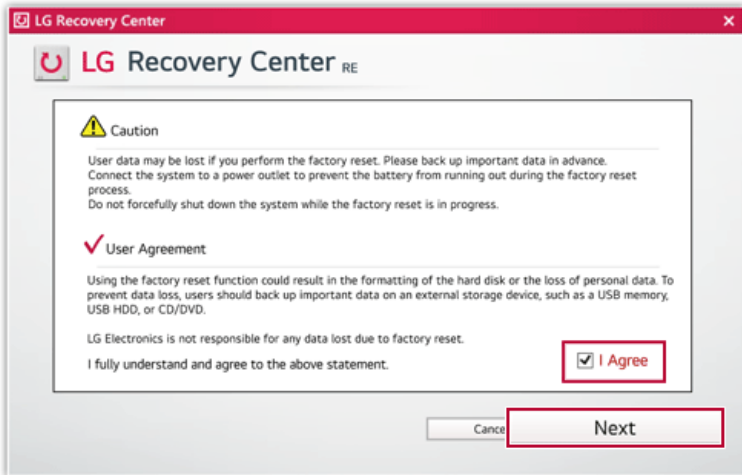 LG Recovery Center
LG Recovery Center RE
Caution
User data may be lost if you perform the factory reset. Please back up important data in advance.
Connect the system to a power outlet to prevent the battery from running out during the factory reset
process.
Do not forcefully shut down the system while the factory reset is in progress.
User Agreement
Using the factory reset function could result in the formatting of the hard disk or the loss of personal data. To
prevent data loss, users should back up important data on an external storage device, such as a USB memory,
USB HDD, or CD/DVD.
LG Electronics is not responsible for any data lost due to factory reset.
I fully understand and agree to the above statement.
I Agree
Cance
Next